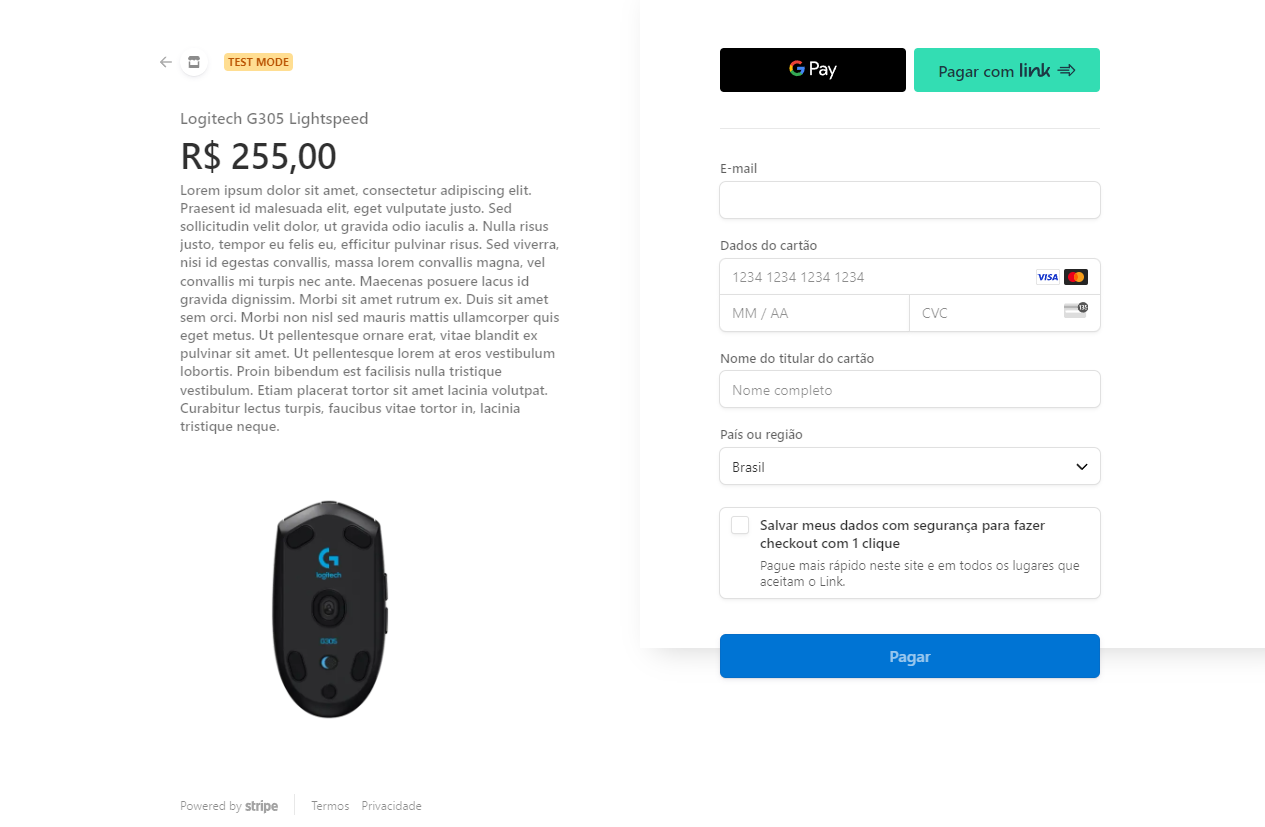 TEST MODE
Logitech G305 Lightspeed
R$ 255,00
Lorem ipsum dolor sit amet, consectetur adipiscing elit.
Praesent id malesuada elit, eget vulputate justo. Sed
sollicitudin velit dolor, ut gravida odio iaculis a. Nulla risus
justo, tempor eu felis eu, efficitur pulvinar risus. Sed viverra,
nisi id egestas convallis, massa lorem convallis magna, vel
convallis mi turpis nec ante. Maecenas posuere lacus id
gravida dignissim. Morbi sit amet rutrum ex. Duis sit amet
sem orci. Morbi non nisl sed mauris mattis ullamcorper quis
eget metus. Ut pellentesque ornare erat, vitae blandit ex
pulvinar sit amet. Ut pellentesque lorem at eros vestibulum
lobortis. Proin bibendum est facilisis nulla tristique
vestibulum. Etiam placerat tortor sit amet lacinia volutpat.
Curabitur lectus turpis, faucibus vitae tortor in, lacinia
tristique neque.
logitech
G305
Powered by stripe
Termos Privacidade
G Pay
Pagar com link
E-mail
Dados do cartão
1234 1234 1234 1234
VISA
MM / AA
CVC
135
Nome do titular do cartão
Nome completo
País ou região
Brasil
Salvar meus dados com segurança para fazer
checkout com 1 clique
Pague mais rápido neste site e em todos os lugares que
aceitam o Link.
Pagar